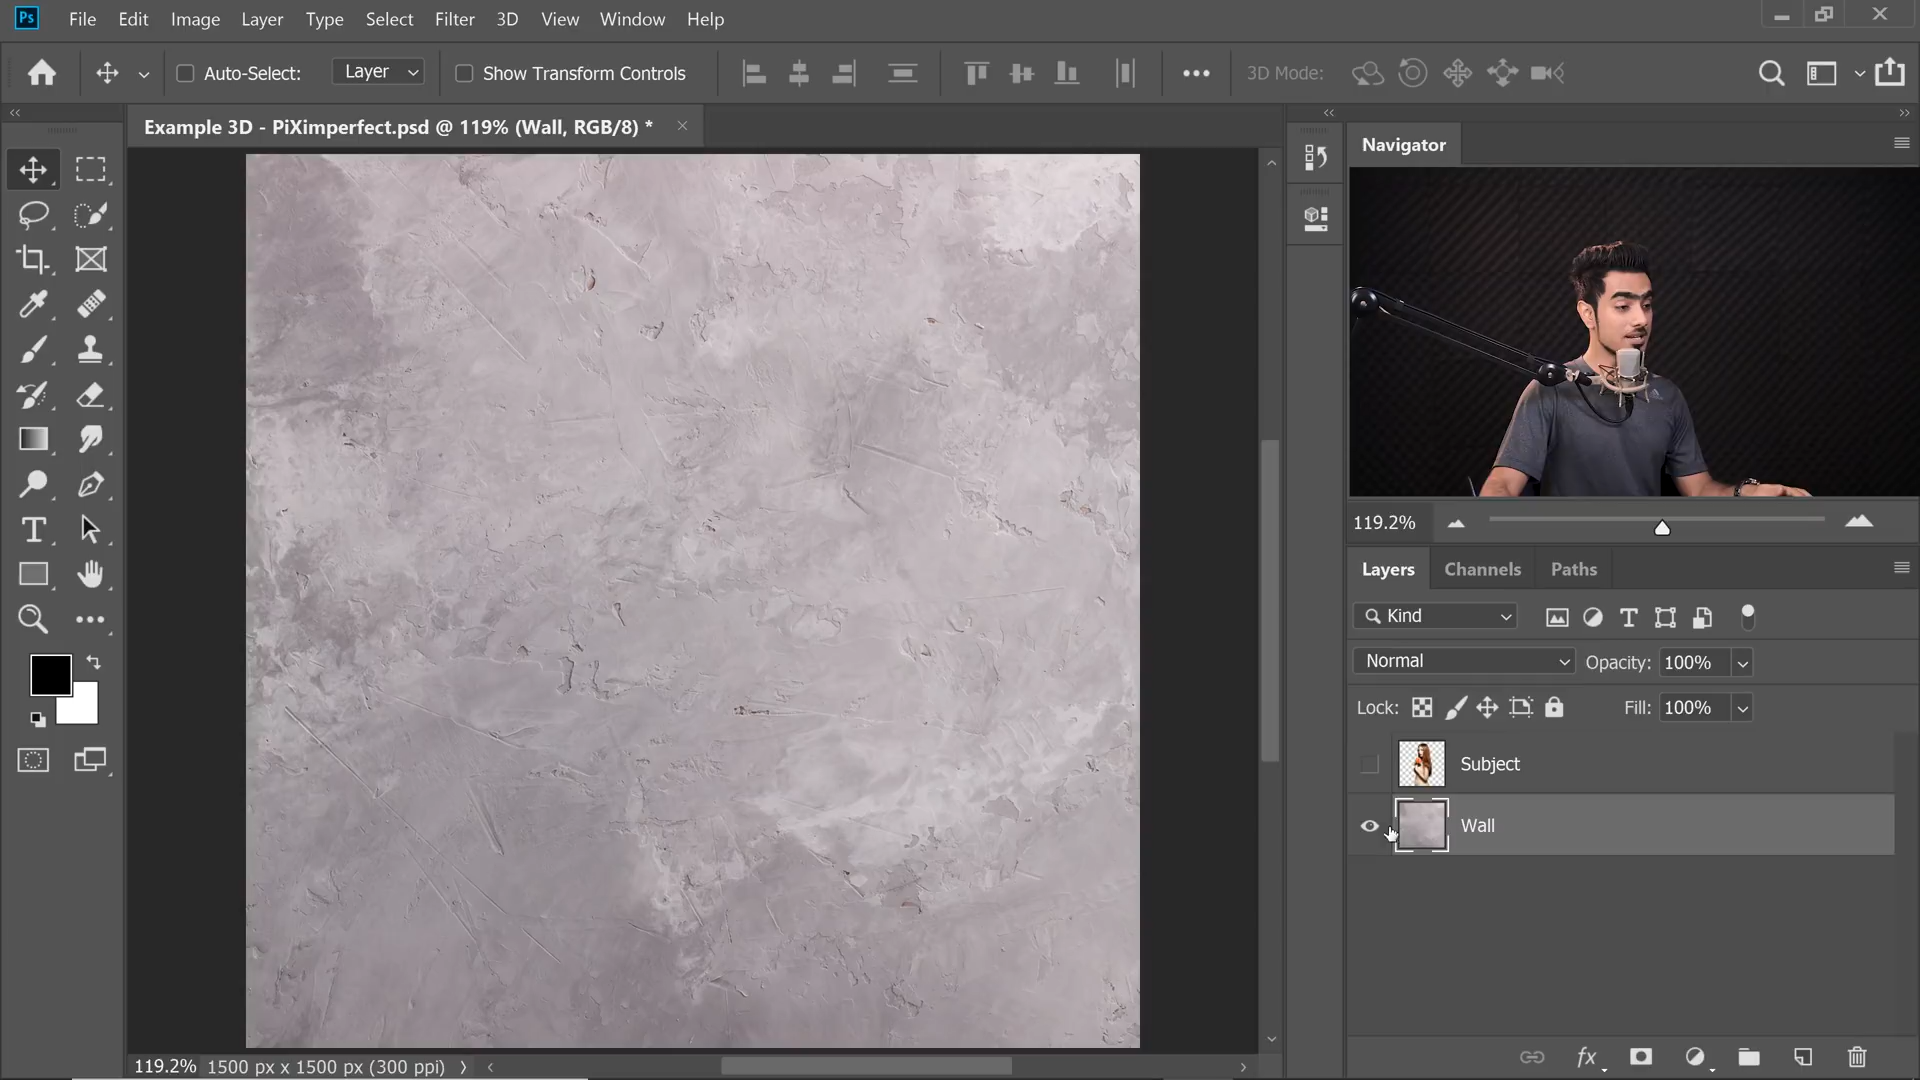 Ps File Edit Image Layer Type Select Filter 3D View Window Help
Auto-Select: Layer Show Transform Controls 3D Mode:
Example 3D - PiXimperfect.psd @ 119% (Wall, RGB/8) *
Navigator
119.2%
Layers Channels Paths
Kind
Normal Opacity: 100%
Lock: Fill: 100%
Subject
Wall
fx
119.2% 1500 px x 1500 px (300 ppi)